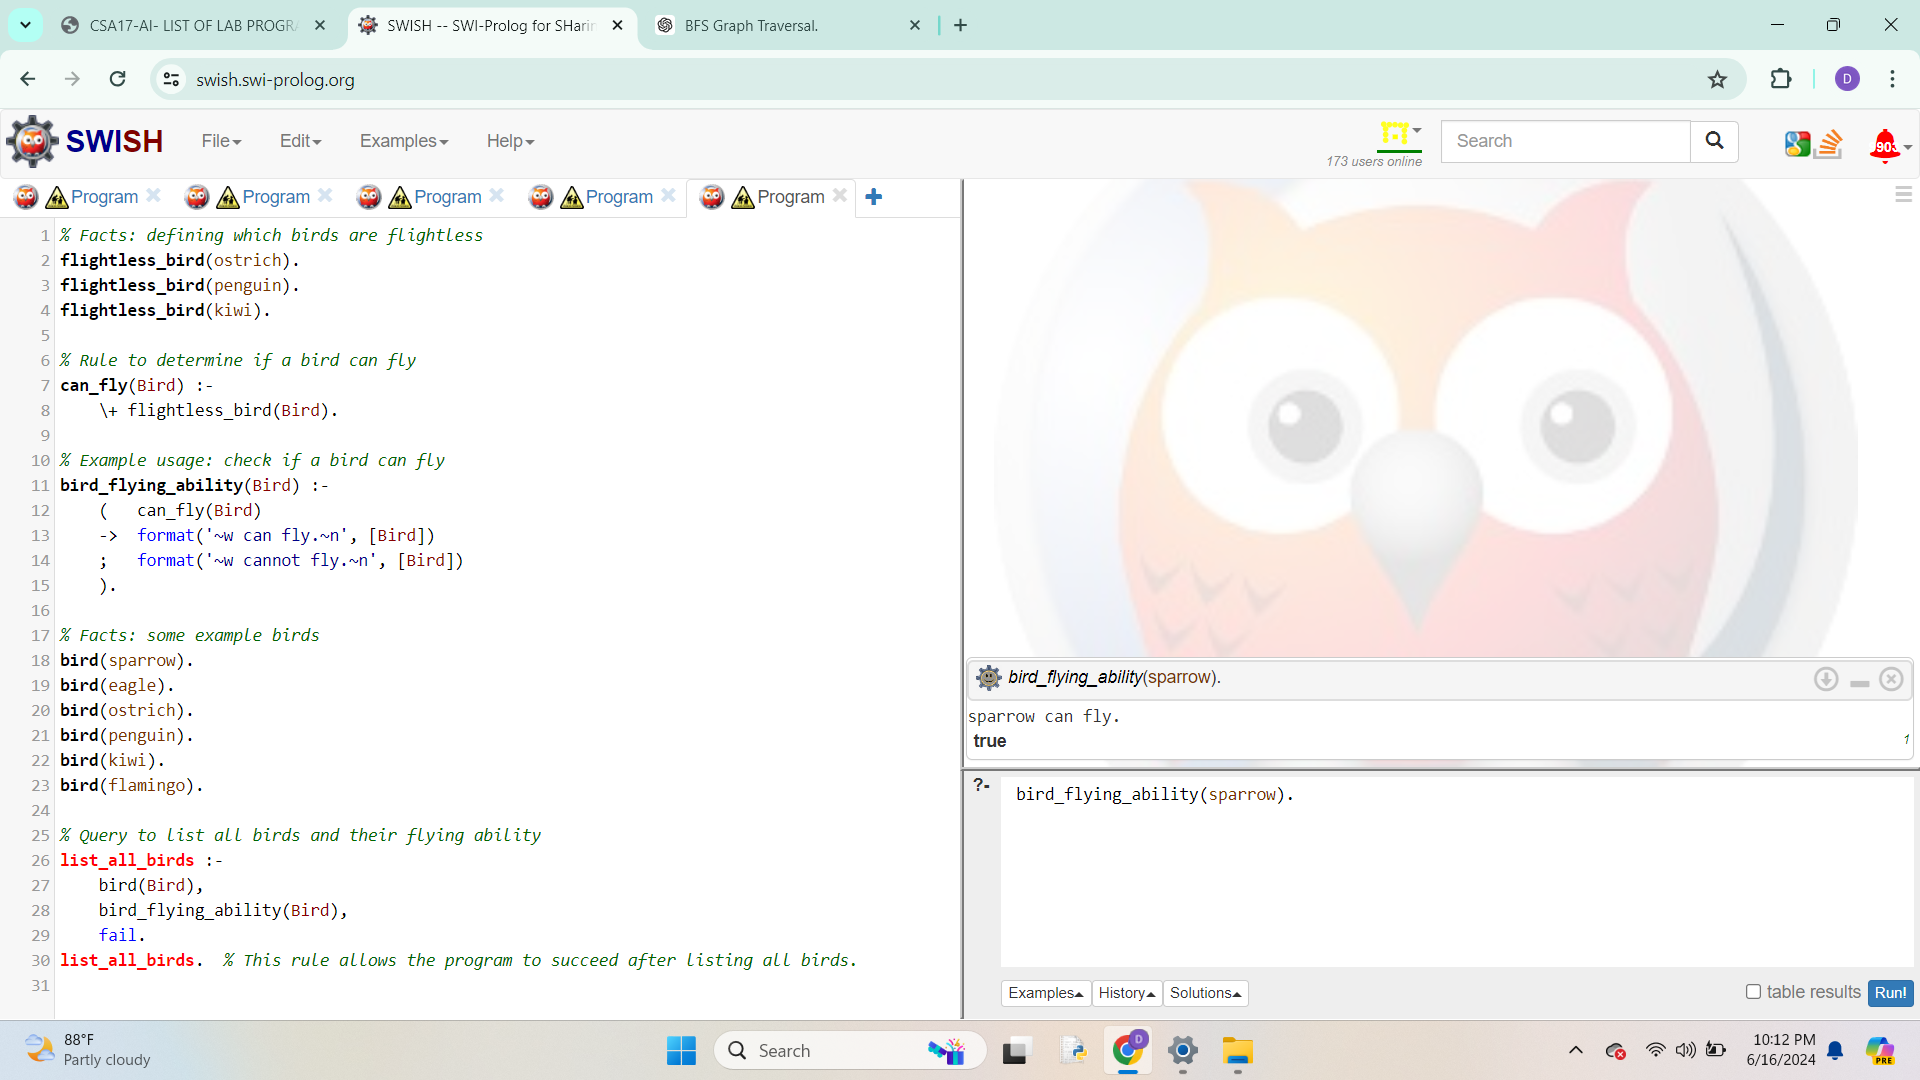 CSA17-AI- LIST OF LAB PROGRA
SWISH -- SWI-Prolog for SHarin
BFS Graph Traversal.
swish.swi-prolog.org
D
SWISH
File
Edit
Examples
Help
173 users online
Search
903
Program
Program
Program
Program
Program
1 % Facts: defining which birds are flightless
2 flightless_bird(ostrich).
3 flightless_bird(penguin).
4 flightless_bird(kiwi).
5
6 % Rule to determine if a bird can fly
7 can_fly(Bird) :-
8     \+ flightless_bird(Bird).
9
10 % Example usage: check if a bird can fly
11 bird_flying_ability(Bird) :-
12     (   can_fly(Bird)
13     ->  format('~w can fly.~n', [Bird])
14     ;   format('~w cannot fly.~n', [Bird])
15     ).
16
17 % Facts: some example birds
18 bird(sparrow).
19 bird(eagle).
20 bird(ostrich).
21 bird(penguin).
22 bird(kiwi).
23 bird(flamingo).
24
25 % Query to list all birds and their flying ability
26 list_all_birds :-
27     bird(Bird),
28     bird_flying_ability(Bird),
29     fail.
30 list_all_birds.  % This rule allows the program to succeed after listing all birds.
31
bird_flying_ability(sparrow).
sparrow can fly.
true
1
?- bird_flying_ability(sparrow).
Examples
History
Solutions
table results
Run!
88°F
Partly cloudy
Search
D
10:12 PM
6/16/2024
PRE